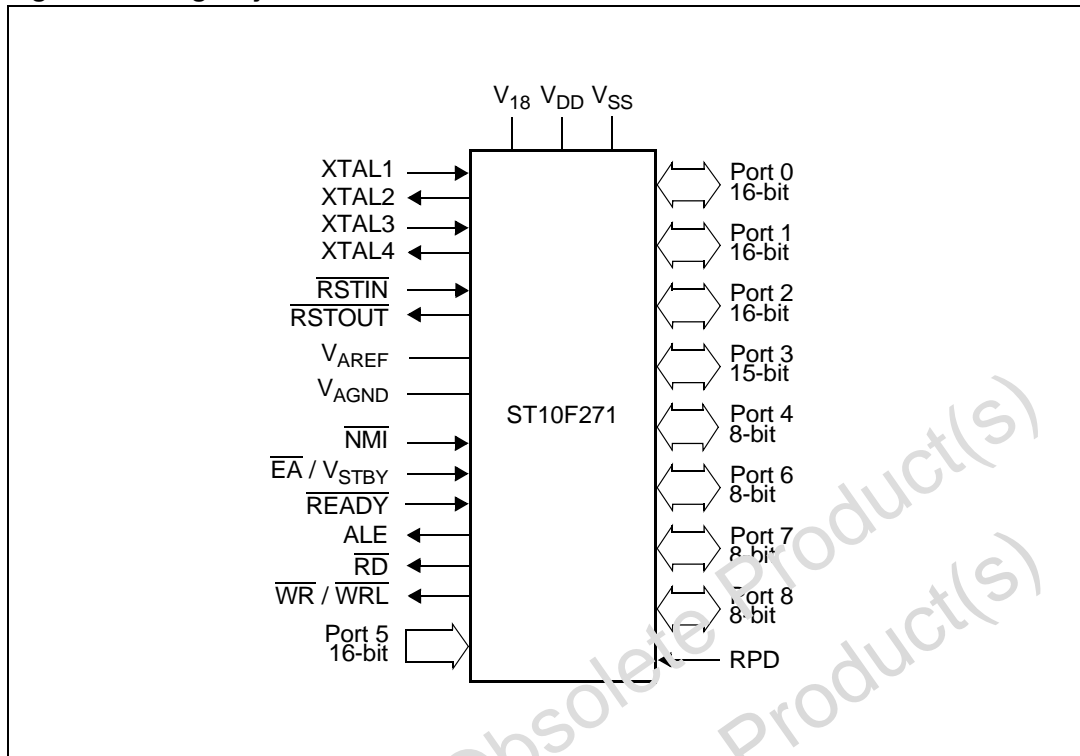 V18 VDD VSS
XTAL1
XTAL2
XTAL3
XTAL4
RSTIN
RSTOUT
VAREF
VAGND
NMI
EA / VSTBY
READY
ALE
RD
WR / WRL
Port 5
16-bit
ST10F271
Port 0
16-bit
Port 1
16-bit
Port 2
16-bit
Port 3
15-bit
Port 4
8-bit
Port 6
8-bit
Port 7
8-bit
Port 8
8-bit
RPD
Obsolete Product(s)
Product(s)